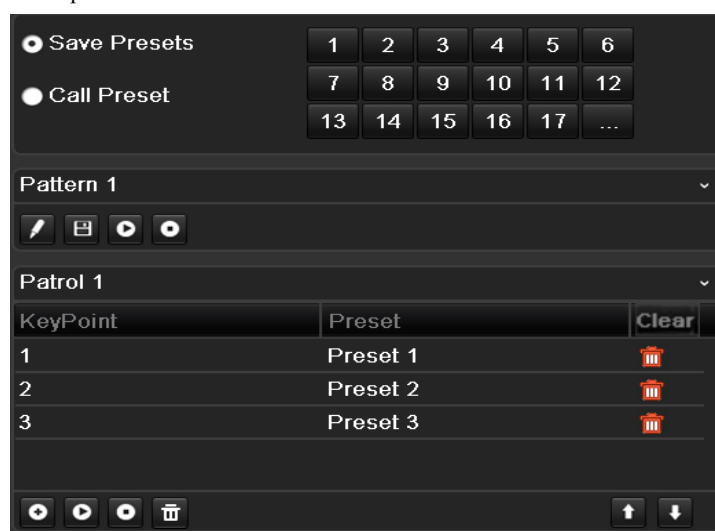 Save Presets
1 2 3 4 5 6
Call Preset
7 8 9 10 11 12
13 14 15 16 17 ...
Pattern 1
Patrol 1
KeyPoint Preset Clear
1 Preset 1
2 Preset 2
3 Preset 3